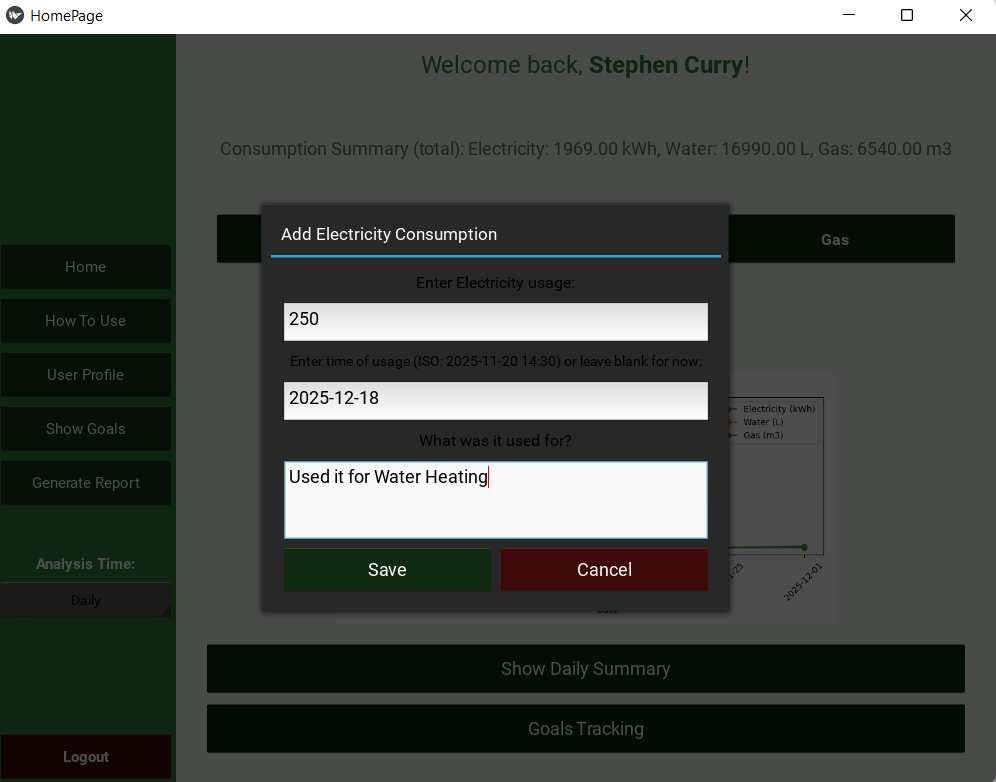 HomePage
Welcome back, Stephen Curry!
Consumption Summary (total): Electricity: 1969.00 kWh, Water: 16990.00 L, Gas: 6540.00 m3
Gas
Home
How To Use
User Profile
Show Goals
Generate Report
Analysis Time:
Daily
Logout
Add Electricity Consumption
Enter Electricity usage:
250
Enter time of usage (ISO: 2025-11-20 14:30) or leave blank for now:
2025-12-18
What was it used for?
Used it for Water Heating
Save
Cancel
Electricity (kWh)
Water (L)
Gas (m3)
2025-12-01
Show Daily Summary
Goals Tracking